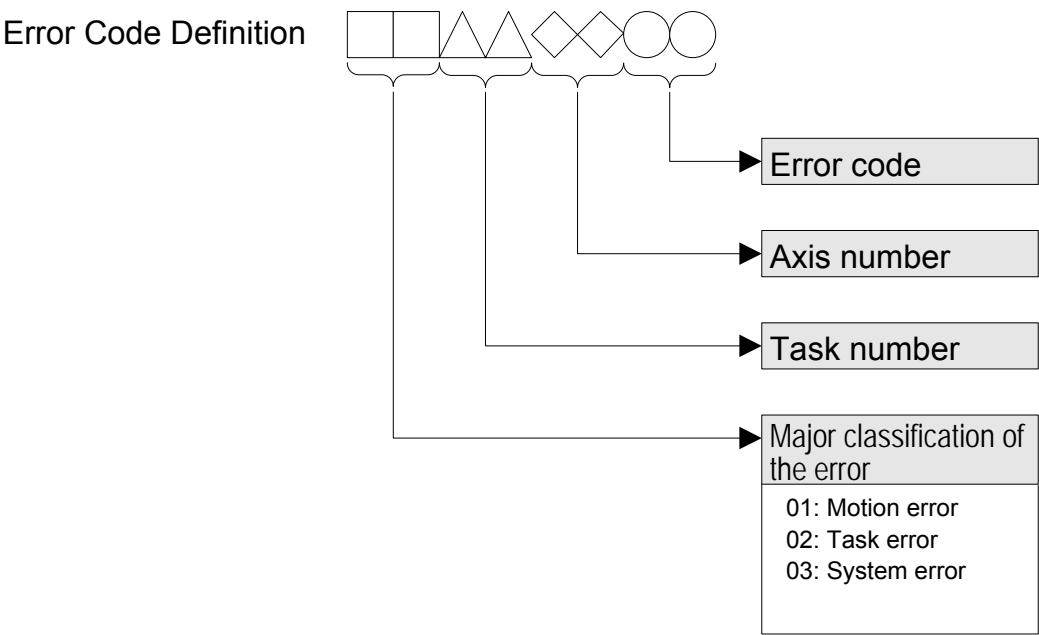 Error Code Definition
Error code
Axis number
Task number
Major classification of
the error
01: Motion error
02: Task error
03: System error